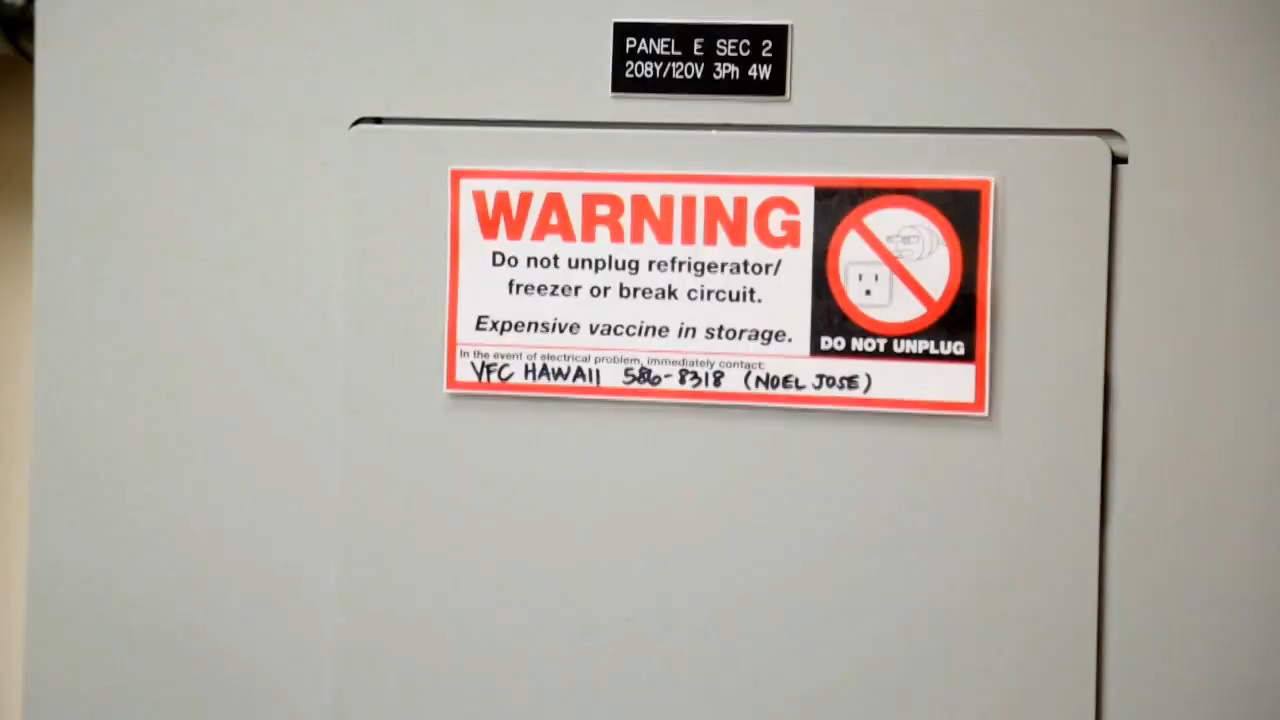 PANEL E SEC 2
208Y/120V 3Ph 4W
WARNING
Do not unplug refrigerator/
freezer or break circuit.
Expensive vaccine in storage.
DO NOT UNPLUG
In the event of electrical problem, immediately contact:
VFC HAWAII 586-8318 (NOEL JOSE)